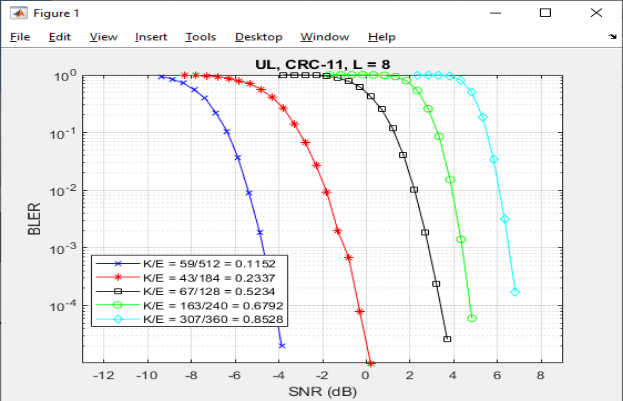 Figure 1
File Edit View Insert Tools Desktop Window Help
UL, CRC-11, L = 8
10^0
10^-1
10^-2
10^-3
10^-4
BLER
K/E = 59/512 = 0.1152
K/E = 43/184 = 0.2337
K/E = 67/128 = 0.5234
K/E = 163/240 = 0.6792
K/E = 307/360 = 0.8528
-12 -10 -8 -6 -4 -2 0 2 4 6 8
SNR (dB)